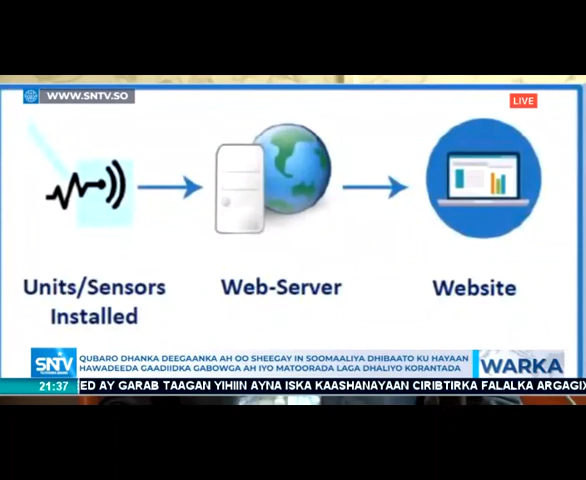 WWW.SNTV.SO
LIVE
Units/Sensors
Installed
Web-Server
Website
SNTV
QUBARO DHANKA DEEGAANKA AH OO SHEEGAY IN SOOMAALIYA DHIBAATO KU HAYAAN
HAWADEEDA GAADIIDKA GABOWGA AH IYO MATOORADA LAGA DHALIYO KORANTADA
WARKA
21:37
ED AY GARAB TAAGAN YIHIIN AYNA ISKA KAASHANAYAAN CIRIBTIRKA FALALKA ARGAGIX